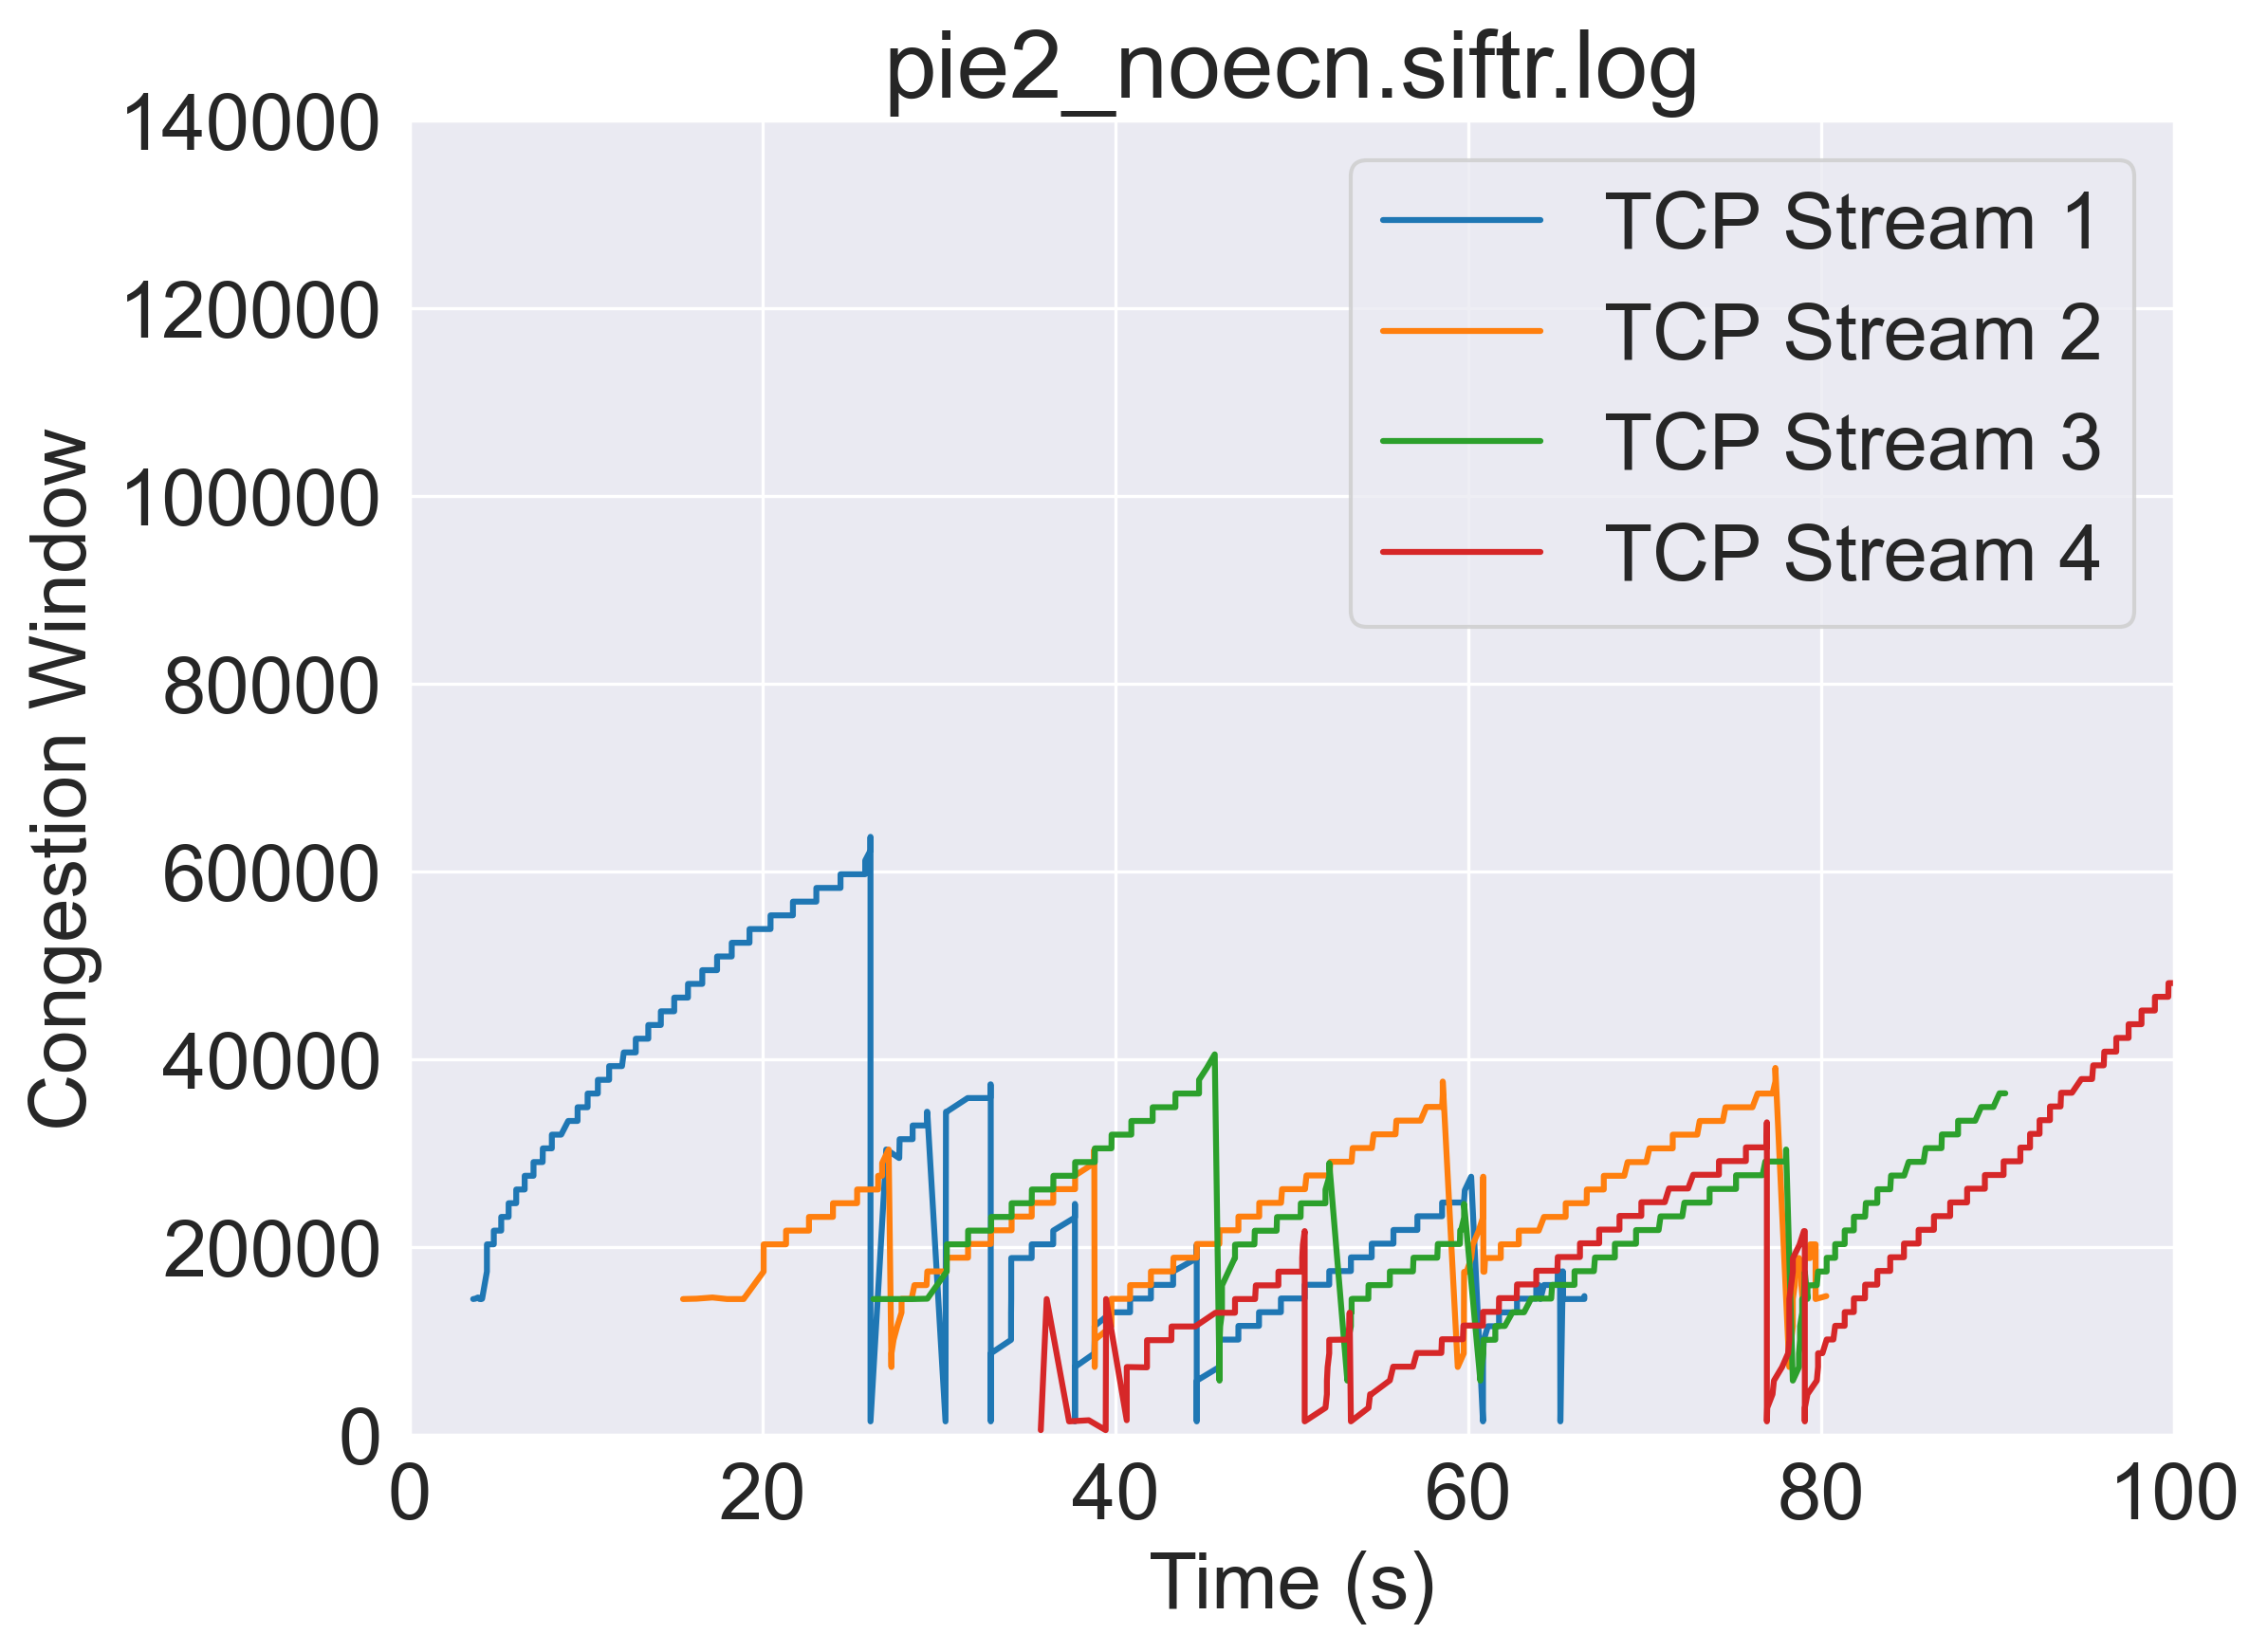 pie2_noecn.siftr.log
140000
120000
100000
80000
60000
40000
20000
0
Congestion Window
TCP Stream 1
TCP Stream 2
TCP Stream 3
TCP Stream 4
0 20 40 60 80 100
Time (s)